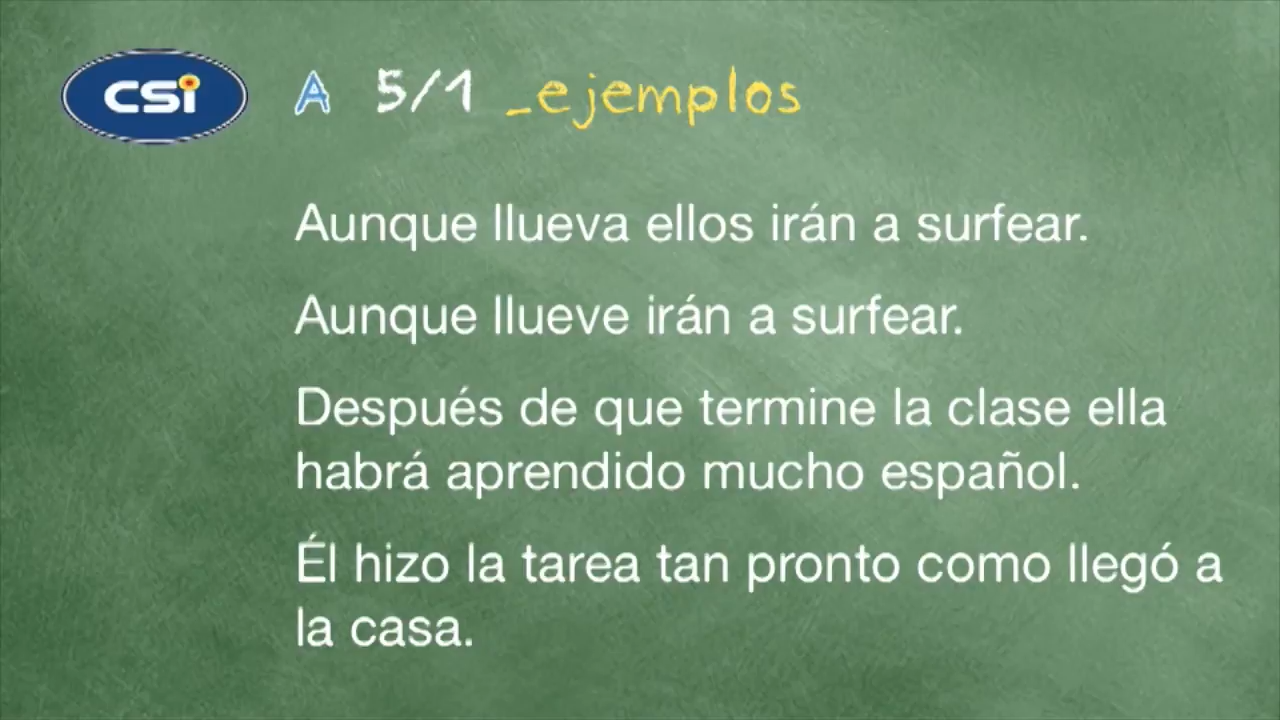 CSi A 5/1 _ejemplos
Aunque llueva ellos irán a surfear.
Aunque llueve irán a surfear.
Después de que termine la clase ella
habrá aprendido mucho español.
Él hizo la tarea tan pronto como llegó a
la casa.